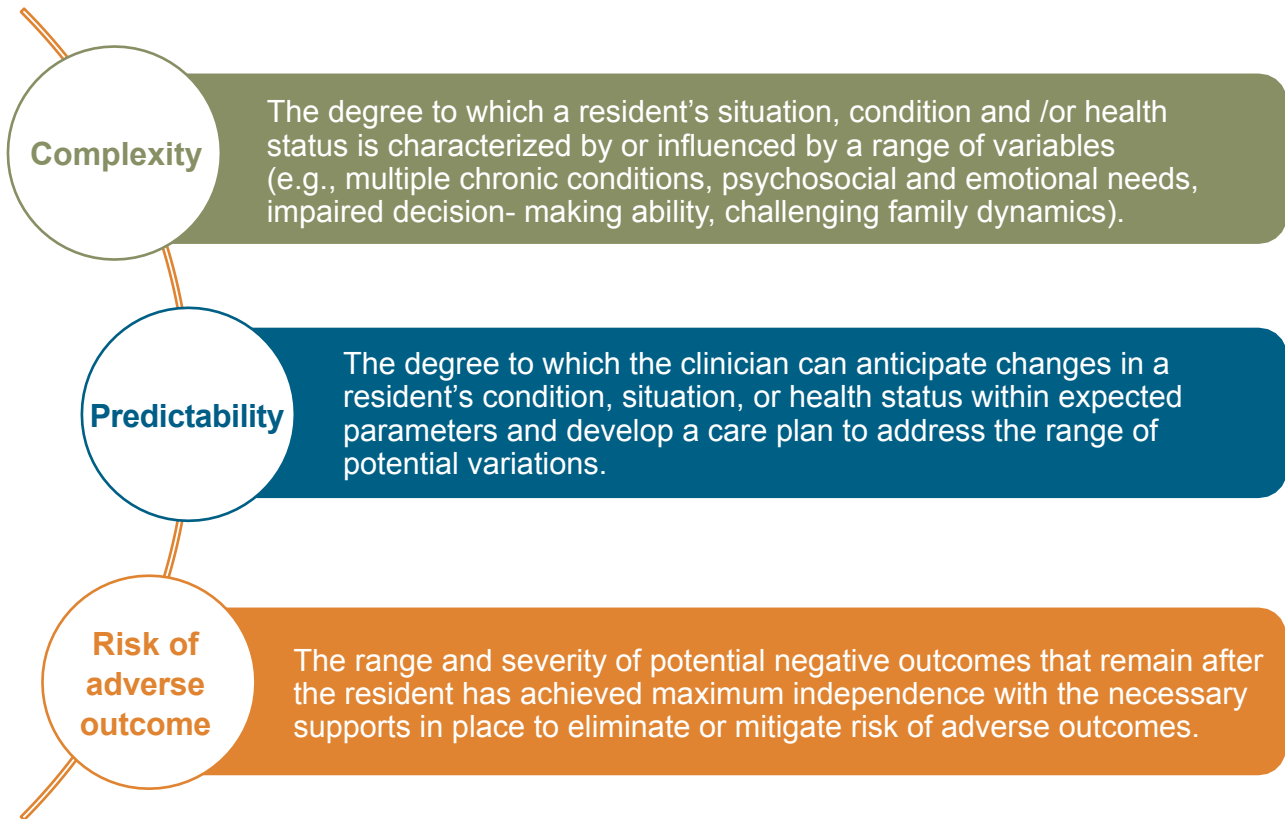 Complexity
The degree to which a resident’s situation, condition and /or health
status is characterized by or influenced by a range of variables
(e.g., multiple chronic conditions, psychosocial and emotional needs,
impaired decision- making ability, challenging family dynamics).
Predictability
The degree to which the clinician can anticipate changes in a
resident’s condition, situation, or health status within expected
parameters and develop a care plan to address the range of
potential variations.
Risk of
adverse
outcome
The range and severity of potential negative outcomes that remain after
the resident has achieved maximum independence with the necessary
supports in place to eliminate or mitigate risk of adverse outcomes.